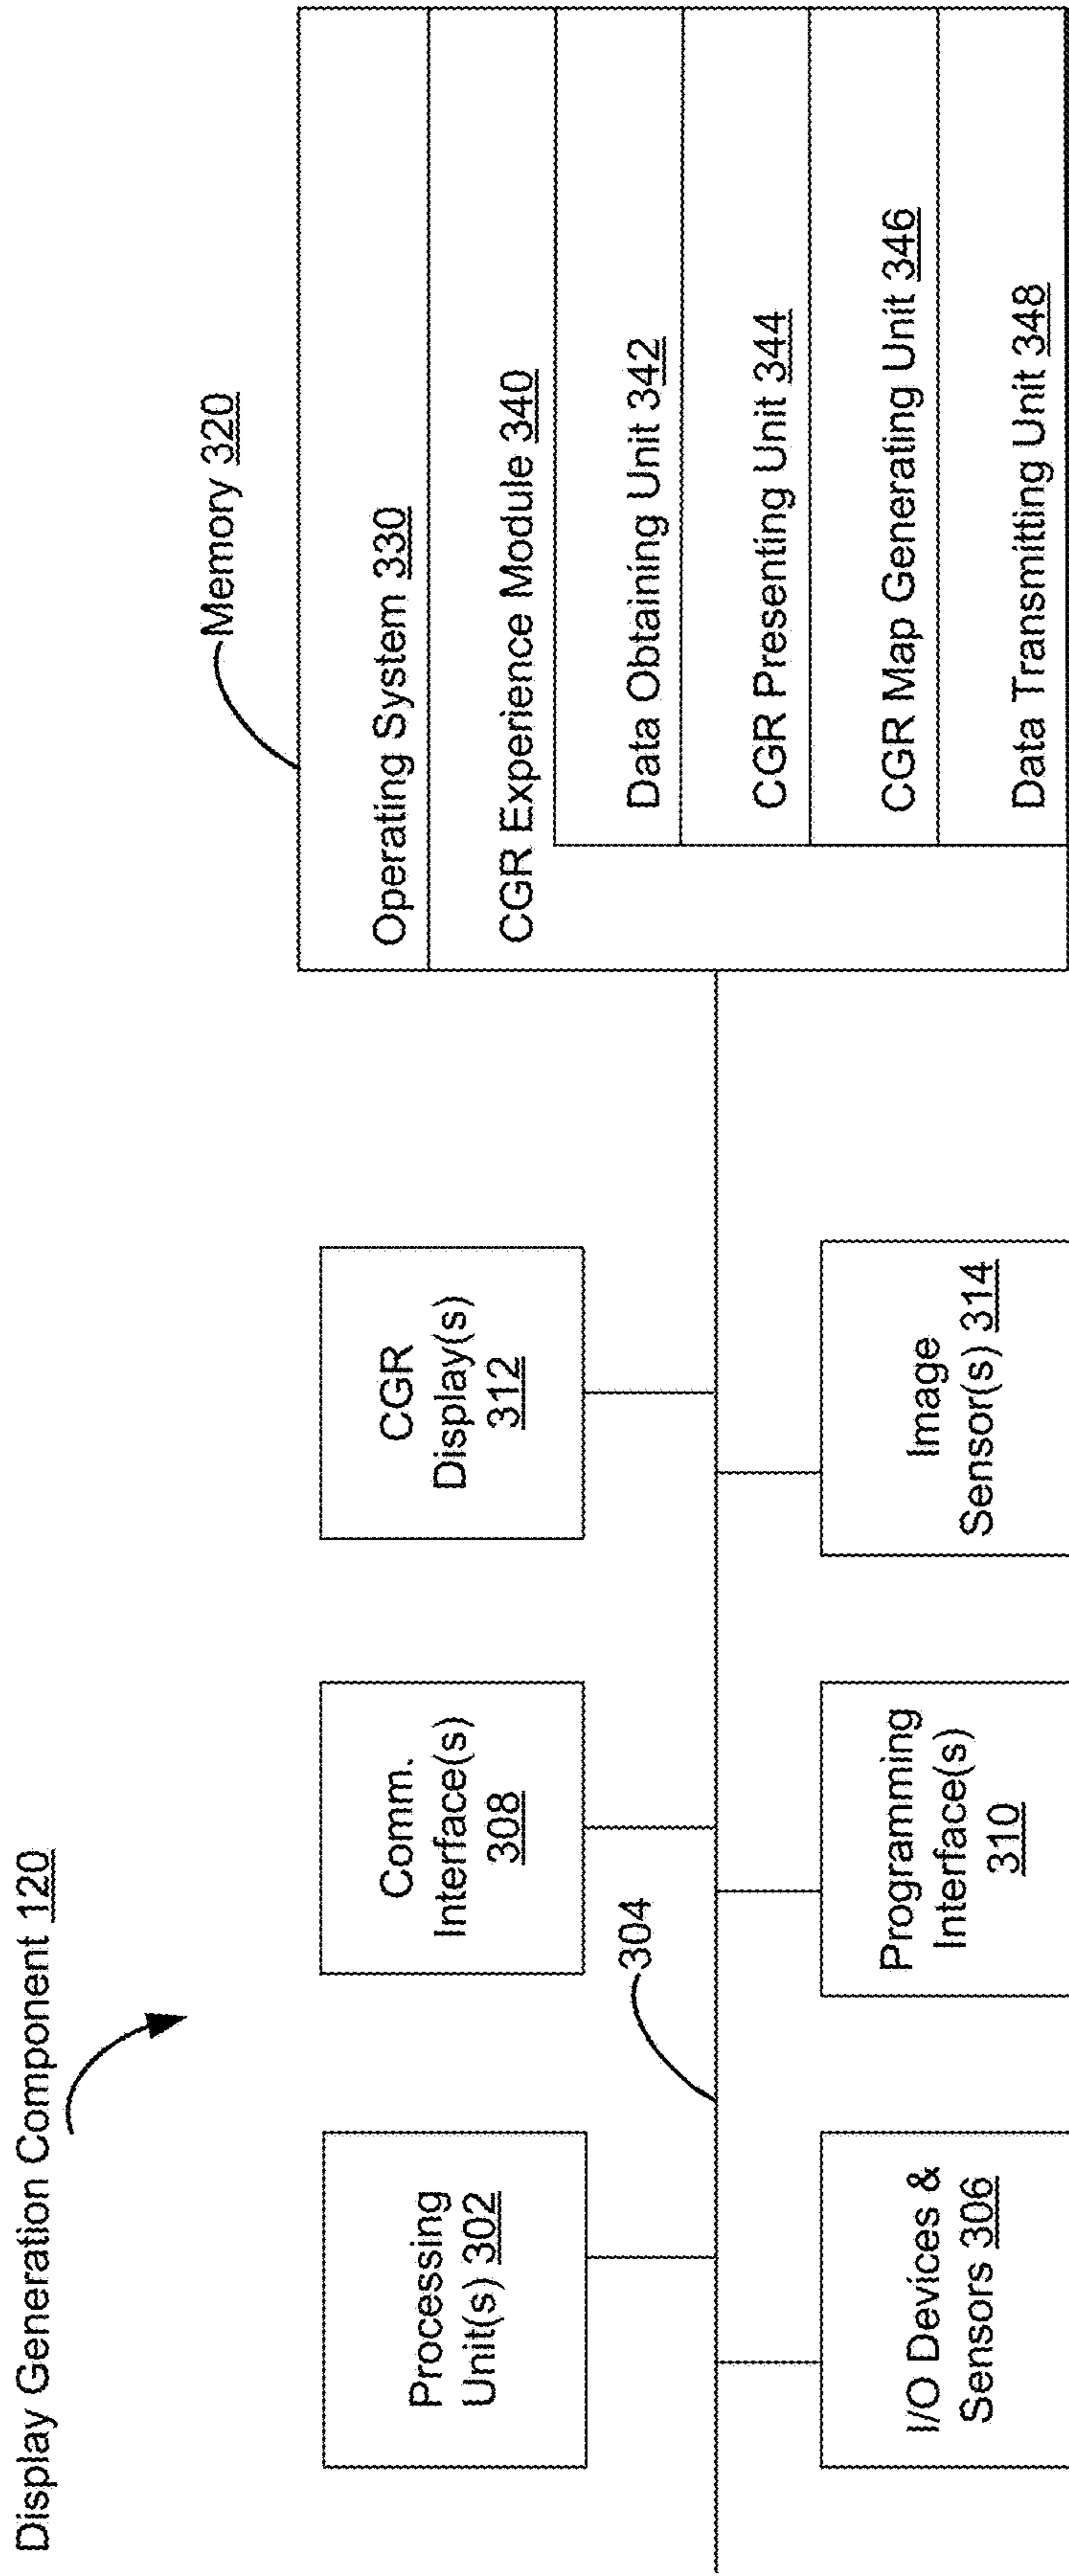 Display Generation Component 120
Memory 320
Processing
Unit(s) 302
Comm.
Interface(s)
308
CGR
Display(s)
312
Operating System 330
CGR Experience Module 340
Data Obtaining Unit 342
CGR Presenting Unit 344
CGR Map Generating Unit 346
Data Transmitting Unit 348
304
I/O Devices &
Sensors 306
Programming
Interface(s)
310
Image
Sensor(s) 314